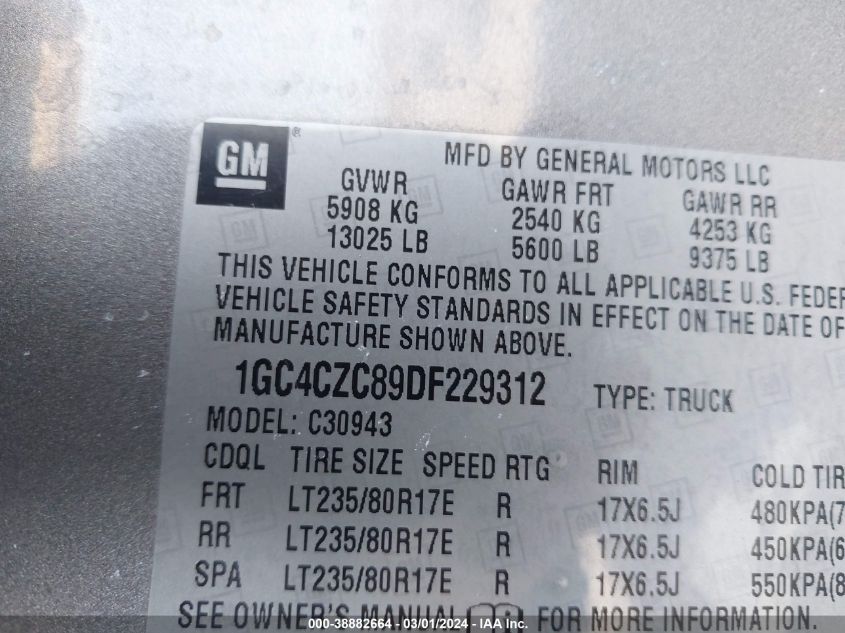 GM ®
MFD BY GENERAL MOTORS LLC
GVWR GAWR FRT GAWR RR
5908 KG 2540 KG 4253 KG
13025 LB 5600 LB 9375 LB
THIS VEHICLE CONFORMS TO ALL APPLICABLE U.S. FEDER
VEHICLE SAFETY STANDARDS IN EFFECT ON THE DATE OF
MANUFACTURE SHOWN ABOVE.
1GC4CZC89DF229312 TYPE: TRUCK
MODEL: C30943
CDQL TIRE SIZE SPEED RTG RIM COLD TIR
FRT LT235/80R17E R 17X6.5J 480KPA(7
RR LT235/80R17E R 17X6.5J 450KPA(6
SPA LT235/80R17E R 17X6.5J 550KPA(8
SEE OWNER'S MANUAL FOR MORE INFORMATION.
000-38882664 - 03/01/2024 - IAA Inc.